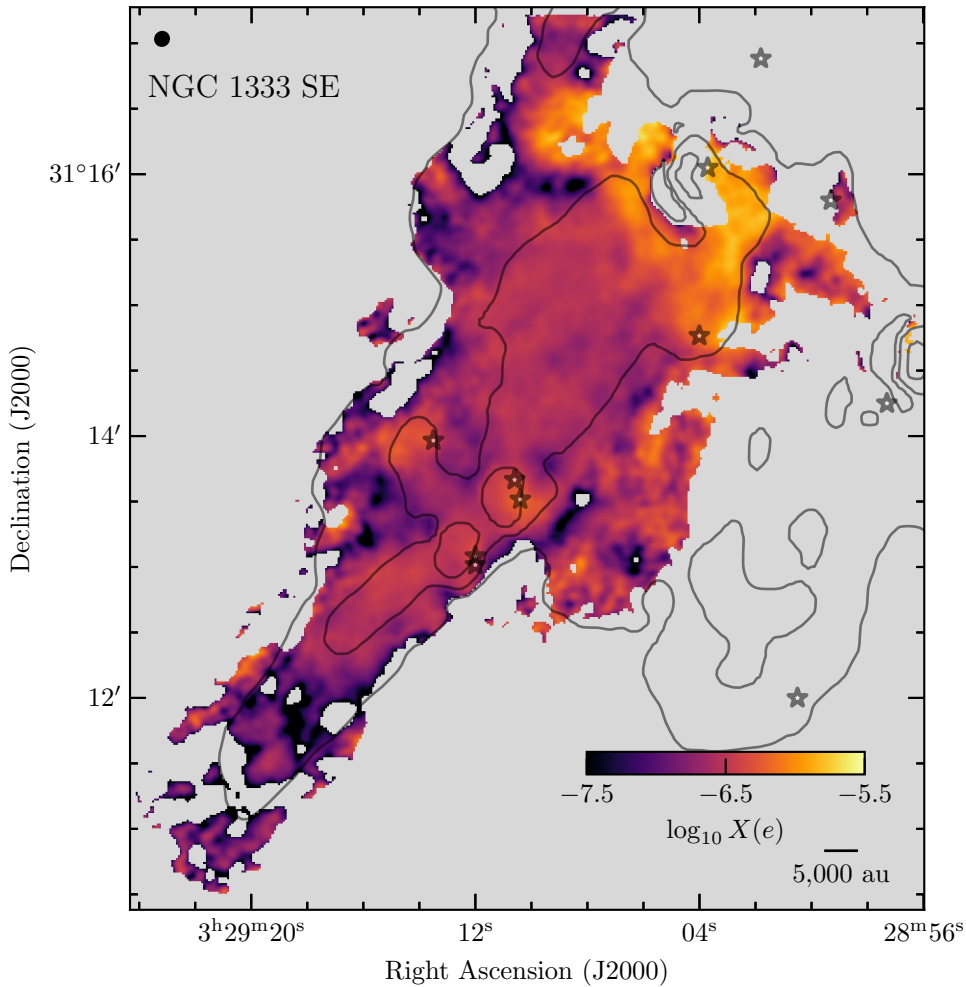 NGC 1333 SE
31°16′
14′
12′
Declination (J2000)
−7.5 −6.5 −5.5
log₁₀ X(e)
5,000 au
3ʰ29ᵐ20ˢ 12ˢ 04ˢ 28ᵐ56ˢ
Right Ascension (J2000)